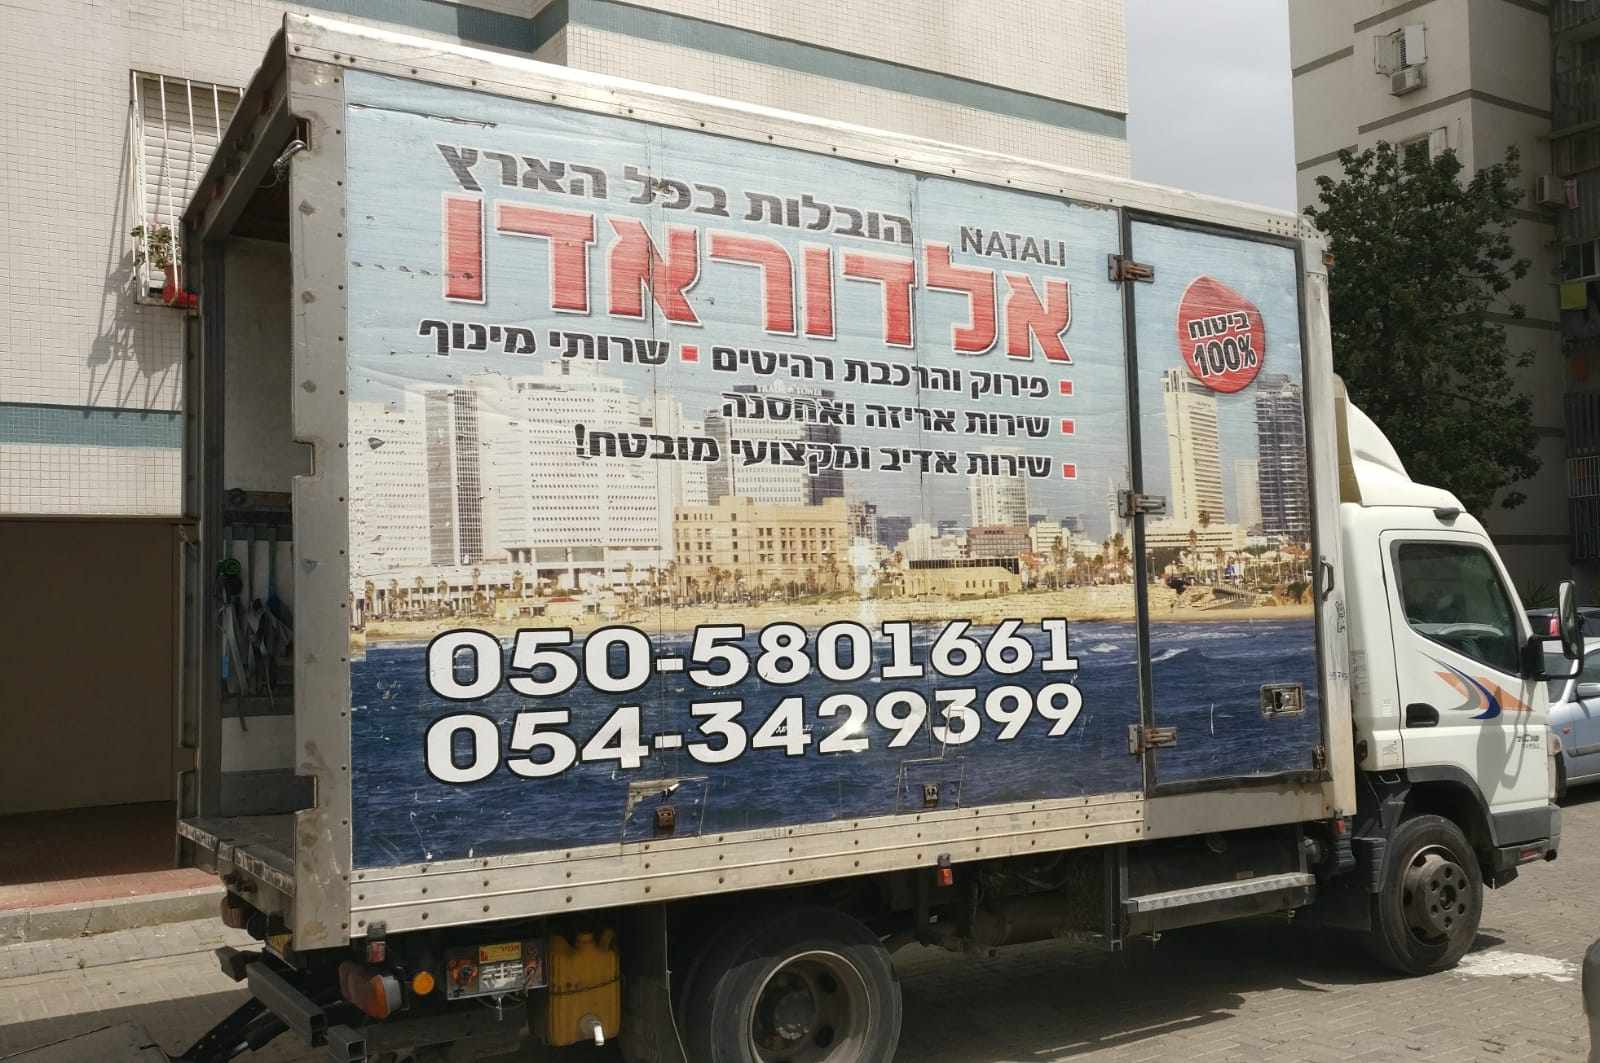 הובלות בכל הארץ
NATALI
אלדוראדו
ביטוח
100%
▪ פירוק והרכבת רהיטים ▪ שרותי מינוף
▪ שירות אריזה ואחסנה
▪ שירות אדיב ומקצועי מובטח!
050-5801661
054-3429399